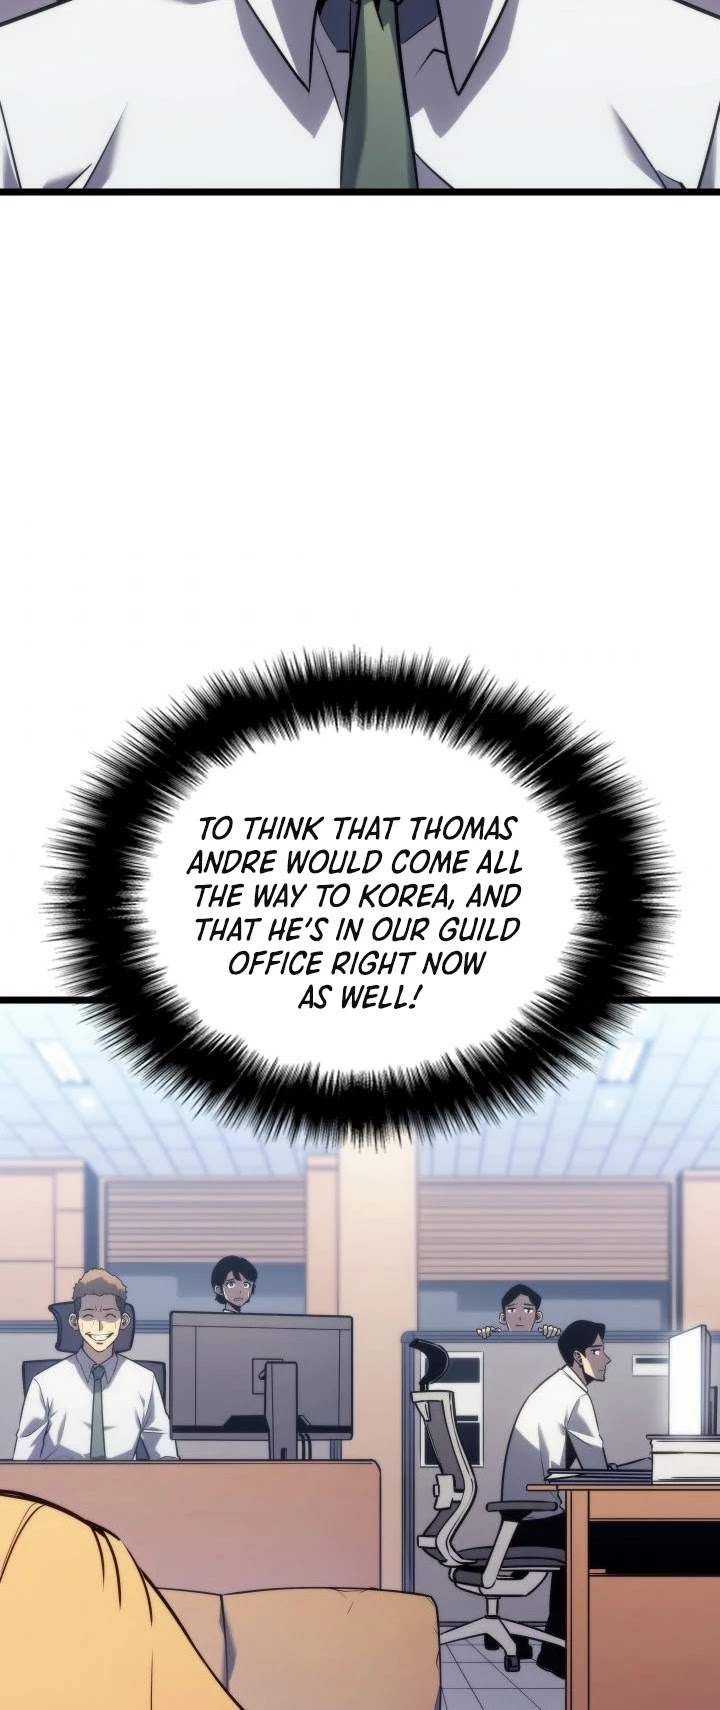 TO THINK THAT THOMAS
ANDRE WOULD COME ALL
THE WAY TO KOREA, AND
THAT HE'S IN OUR GUILD
OFFICE RIGHT NOW
AS WELL!